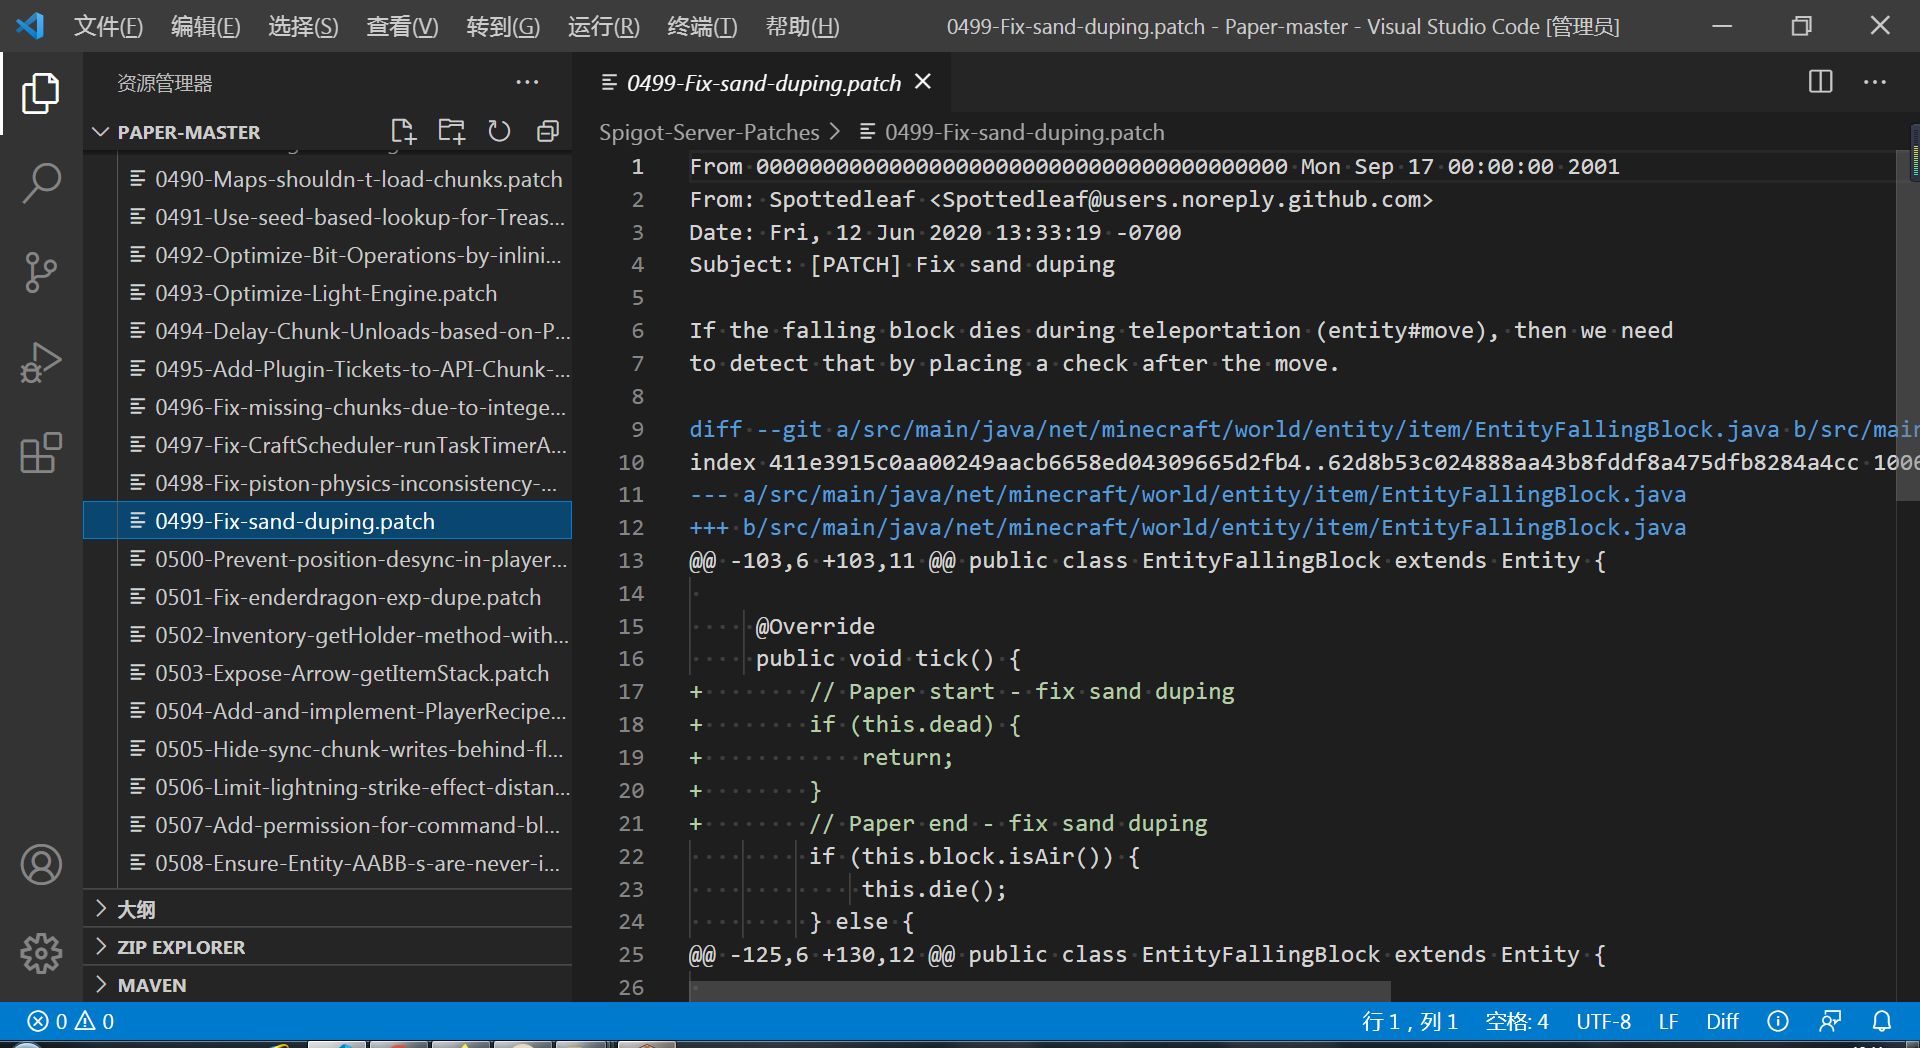 文件(F) 编辑(E) 选择(S) 查看(V) 转到(G) 运行(R) 终端(T) 帮助(H) 0499-Fix-sand-duping.patch - Paper-master - Visual Studio Code [管理员]
资源管理器
PAPER-MASTER
0490-Maps-shouldn-t-load-chunks.patch
0491-Use-seed-based-lookup-for-Treas...
0492-Optimize-Bit-Operations-by-inlini...
0493-Optimize-Light-Engine.patch
0494-Delay-Chunk-Unloads-based-on-P...
0495-Add-Plugin-Tickets-to-API-Chunk-...
0496-Fix-missing-chunks-due-to-intege...
0497-Fix-CraftScheduler-runTaskTimerA...
0498-Fix-piston-physics-inconsistency-...
0499-Fix-sand-duping.patch
0500-Prevent-position-desync-in-player...
0501-Fix-enderdragon-exp-dupe.patch
0502-Inventory-getHolder-method-with...
0503-Expose-Arrow-getItemStack.patch
0504-Add-and-implement-PlayerRecipe...
0505-Hide-sync-chunk-writes-behind-fl...
0506-Limit-lightning-strike-effect-distan...
0507-Add-permission-for-command-bl...
0508-Ensure-Entity-AABB-s-are-never-i...
大纲
ZIP EXPLORER
MAVEN
0499-Fix-sand-duping.patch
Spigot-Server-Patches > 0499-Fix-sand-duping.patch
1 From 0000000000000000000000000000000000000000 Mon Sep 17 00:00:00 2001
2 From: Spottedleaf <Spottedleaf@users.noreply.github.com>
3 Date: Fri, 12 Jun 2020 13:33:19 -0700
4 Subject: [PATCH] Fix sand duping
5
6 If the falling block dies during teleportation (entity#move), then we need
7 to detect that by placing a check after the move.
8
9 diff --git a/src/main/java/net/minecraft/world/entity/item/EntityFallingBlock.java b/src/main
10 index 411e3915c0aa00249aacb6658ed04309665d2fb4..62d8b53c024888aa43b8fddf8a475dfb8284a4cc 1006
11 --- a/src/main/java/net/minecraft/world/entity/item/EntityFallingBlock.java
12 +++ b/src/main/java/net/minecraft/world/entity/item/EntityFallingBlock.java
13 @@ -103,6 +103,11 @@ public class EntityFallingBlock extends Entity {
14
15 @Override
16 public void tick() {
17 + // Paper start - fix sand duping
18 + if (this.dead) {
19 + return;
20 + }
21 + // Paper end - fix sand duping
22 if (this.block.isAir()) {
23 this.die();
24 } else {
25 @@ -125,6 +130,12 @@ public class EntityFallingBlock extends Entity {
26
0 0 行 1，列 1 空格: 4 UTF-8 LF Diff